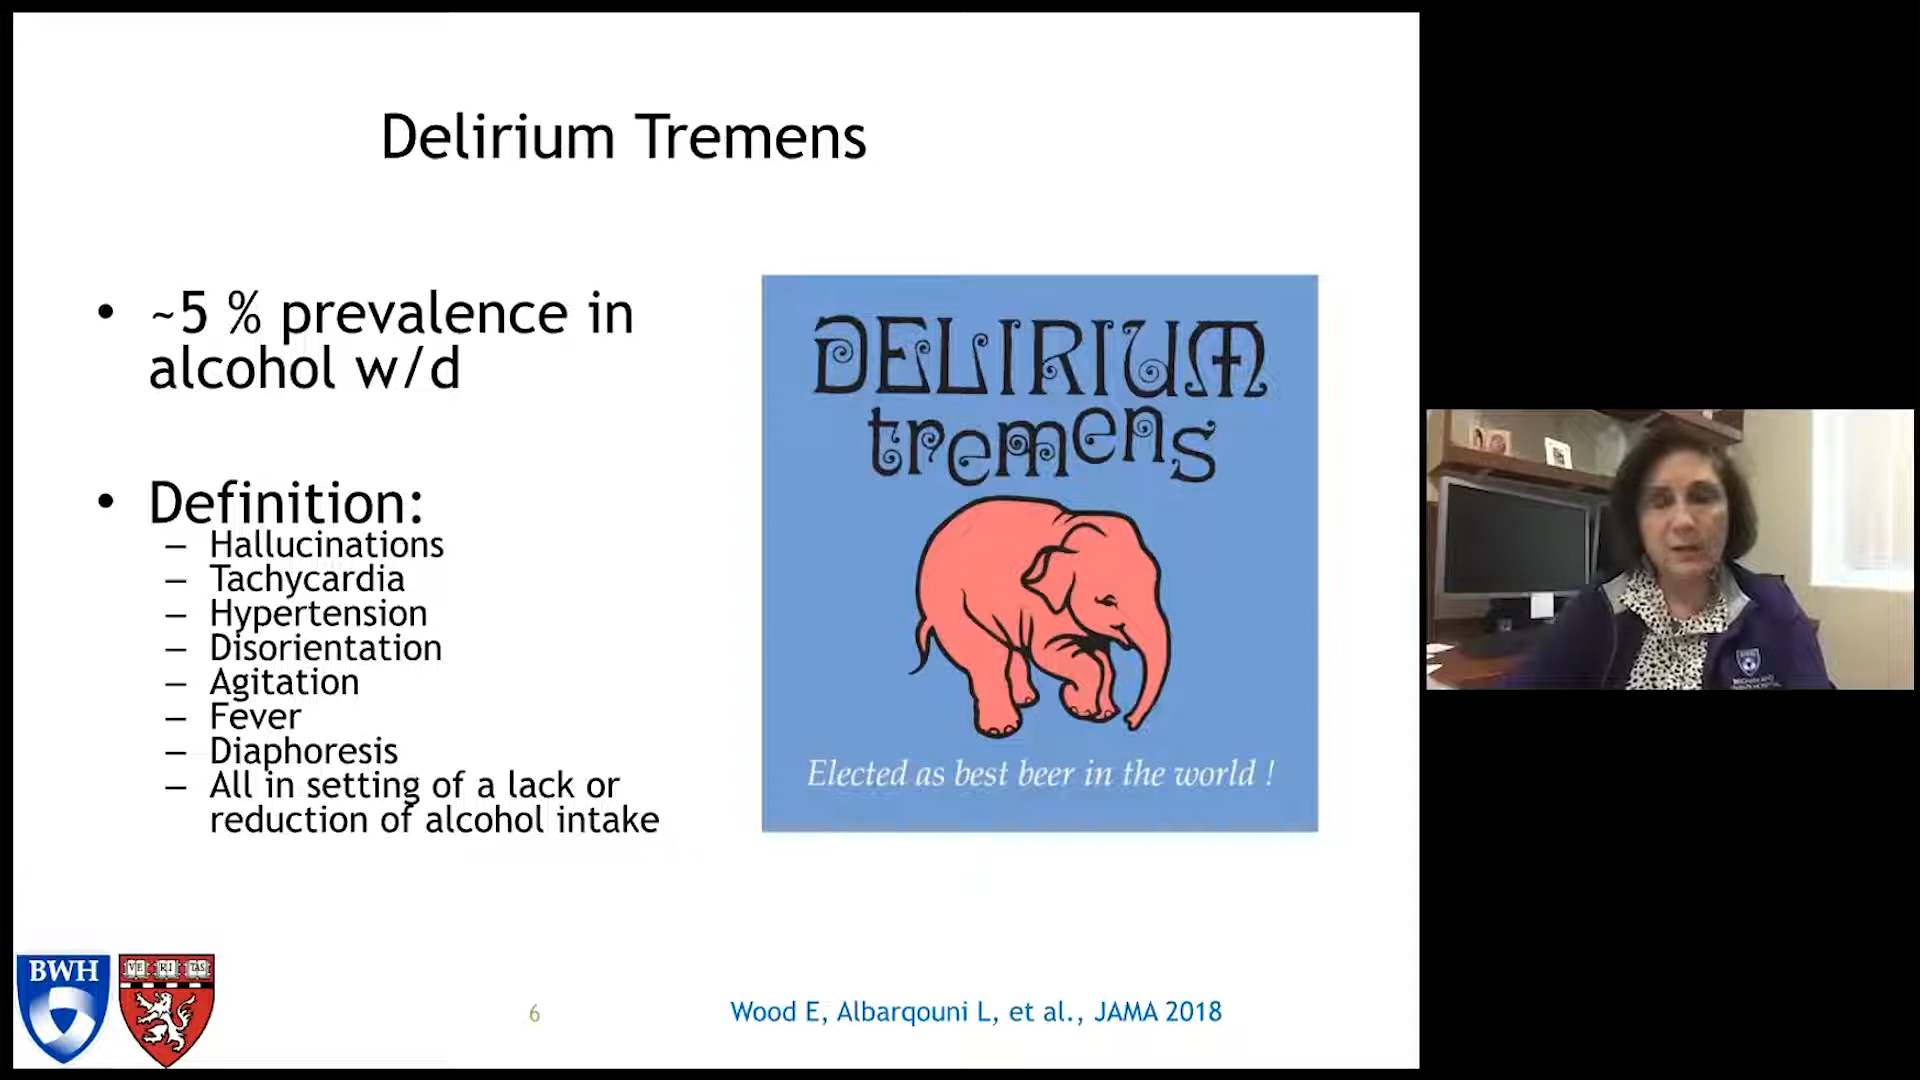 Delirium Tremens
• ~5 % prevalence in
alcohol w/d
• Definition:
– Hallucinations
– Tachycardia
– Hypertension
– Disorientation
– Agitation
– Fever
– Diaphoresis
– All in setting of a lack or
reduction of alcohol intake
DELIRIUM
tremens
Elected as best beer in the world !
BWH
VE RI TAS
6
Wood E, Albarqouni L, et al., JAMA 2018